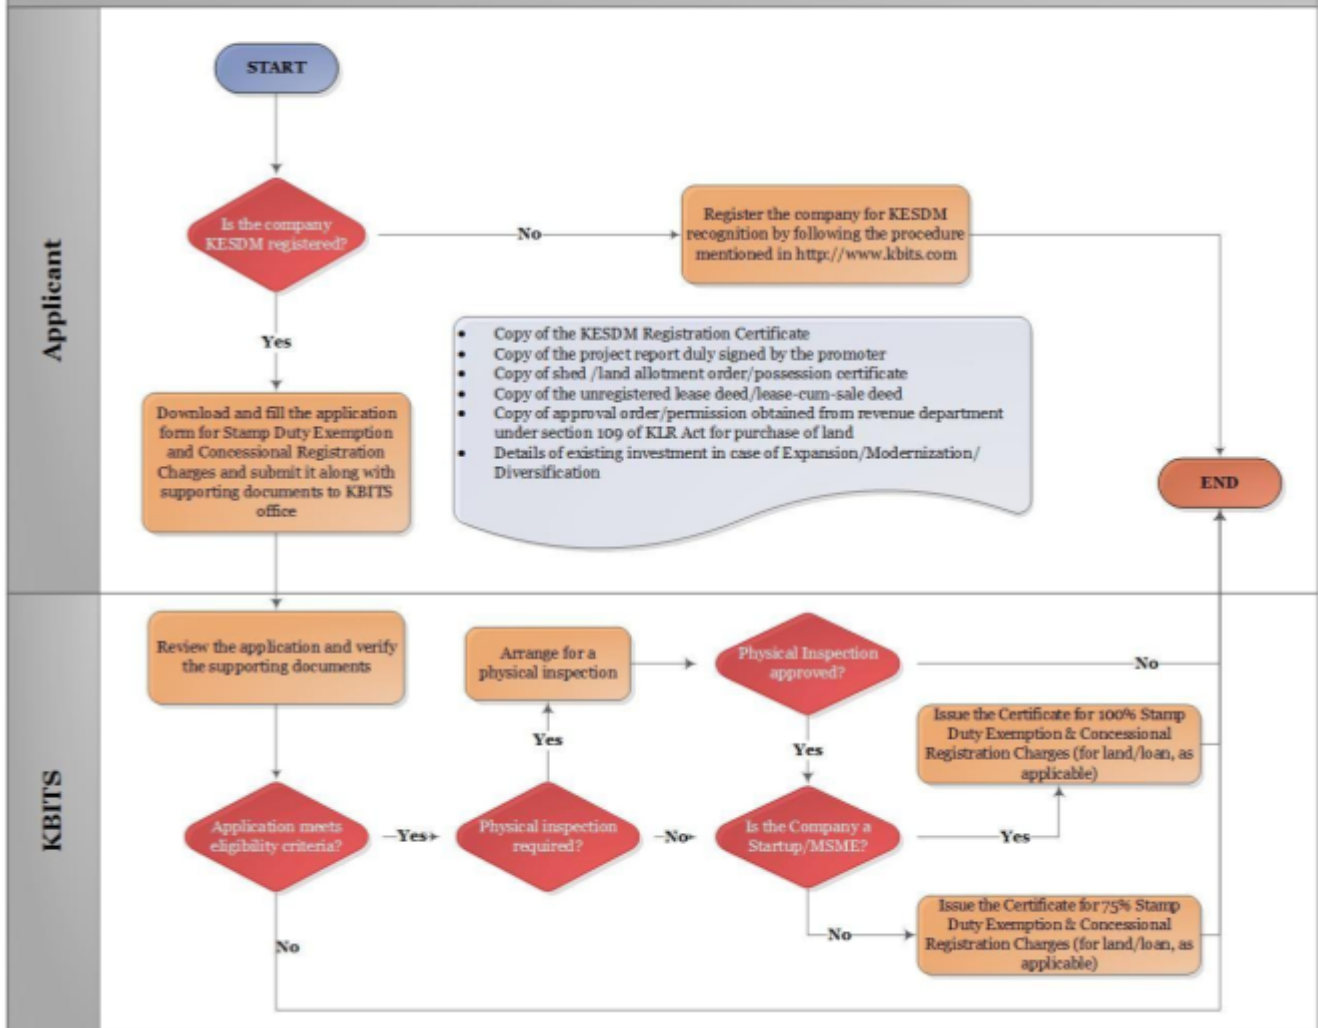 Applicant
START
Is the company
KESDM registered?
No
Register the company for KESDM
recognition by following the procedure
mentioned in http://www.kbits.com
Yes
• Copy of the KESDM Registration Certificate
• Copy of the project report duly signed by the promoter
• Copy of shed /land allotment order/possession certificate
• Copy of the unregistered lease deed/lease-cum-sale deed
• Copy of approval order/permission obtained from revenue department
under section 109 of KLR Act for purchase of land
• Details of existing investment in case of Expansion/Modernization/
Diversification
Download and fill the application
form for Stamp Duty Exemption
and Concessional Registration
Charges and submit it along with
supporting documents to KBITS
office
END
KBITS
Review the application and verify
the supporting documents
Arrange for a
physical inspection
Physical Inspection
approved?
No
Yes
Yes
Issue the Certificate for 100% Stamp
Duty Exemption & Concessional
Registration Charges (for land/loan, as
applicable)
Application meets
eligibility criteria?
Yes
Physical inspection
required?
No
Is the Company a
Startup/MSME?
Yes
No
No
Issue the Certificate for 75% Stamp
Duty Exemption & Concessional
Registration Charges (for land/loan, as
applicable)